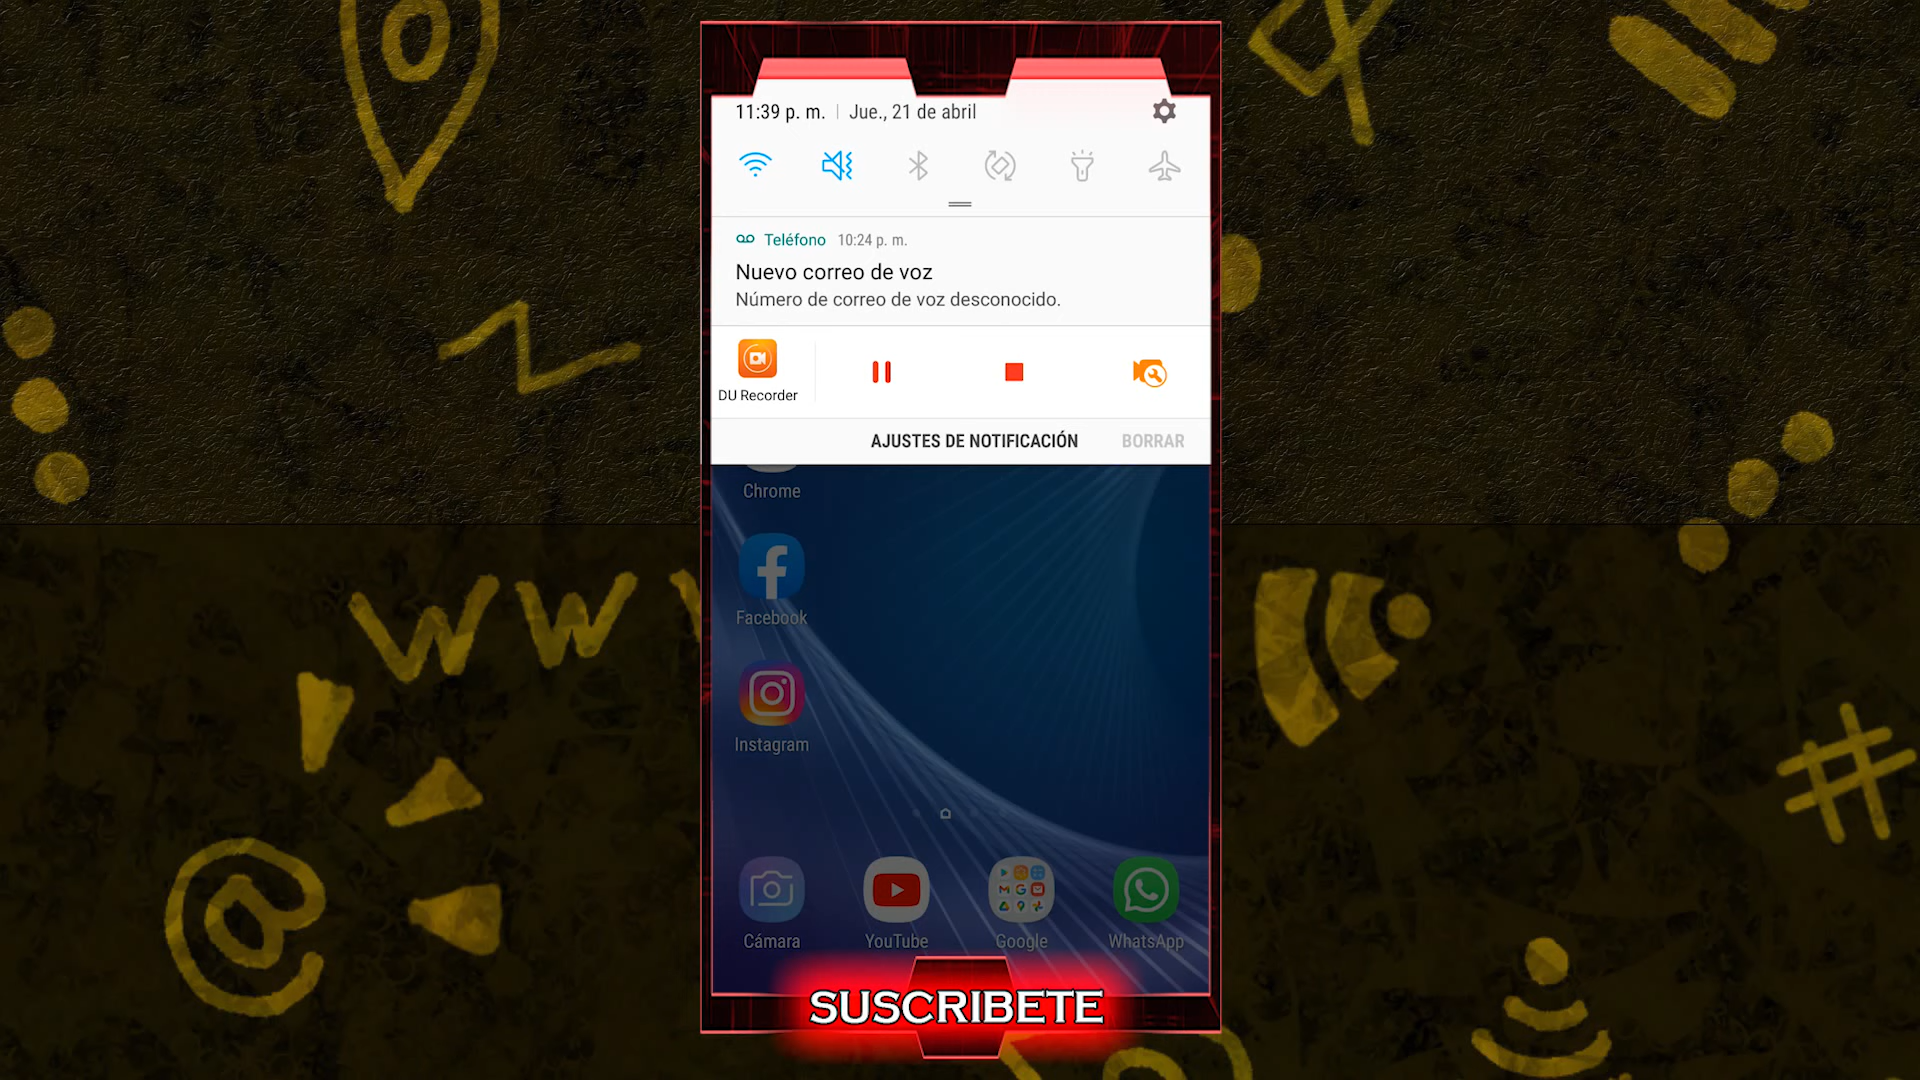 11:39 p. m. | Jue., 21 de abril
Teléfono 10:24 p. m.
Nuevo correo de voz
Número de correo de voz desconocido.
DU Recorder
AJUSTES DE NOTIFICACIÓN BORRAR
Chrome
Facebook
Instagram
Cámara YouTube Google WhatsApp
SUSCRIBETE
WWW
@
#